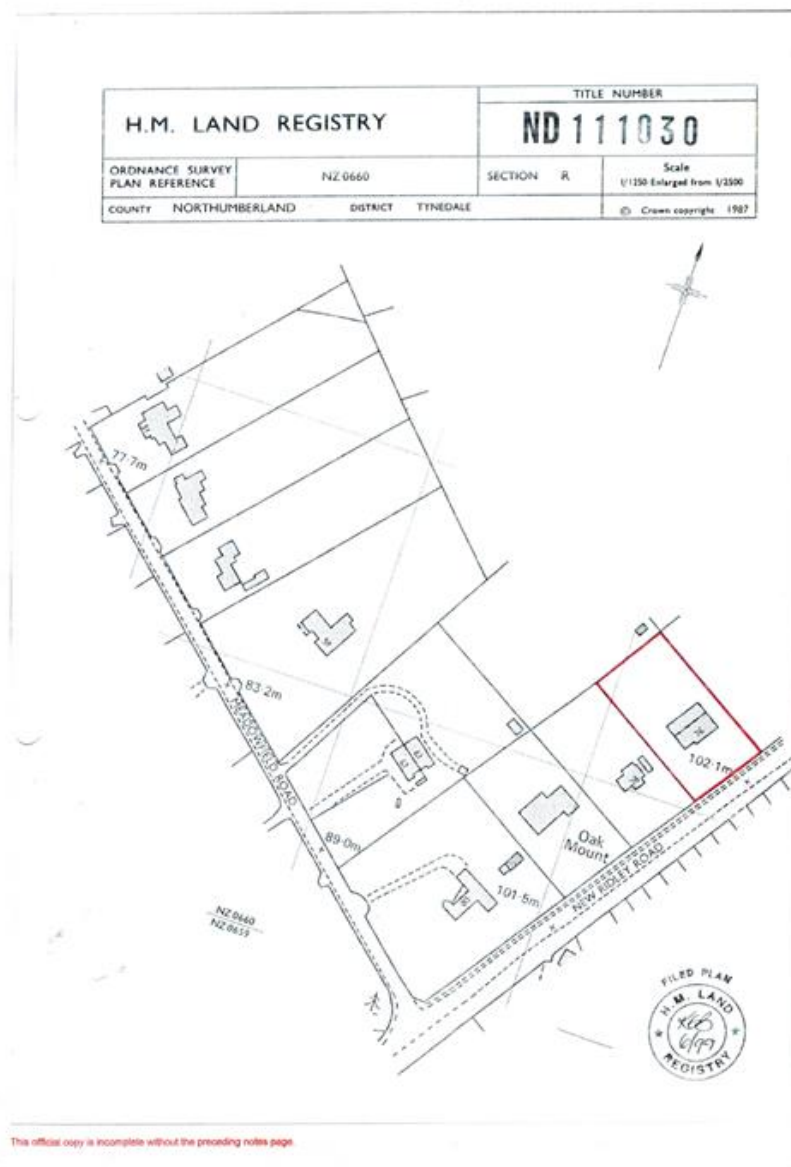 H.M. LAND REGISTRY
TITLE NUMBER
ND 111030
ORDNANCE SURVEY
PLAN REFERENCE
NZ 0660
SECTION R
Scale
1/1250 Enlarged from 1/2500
COUNTY NORTHUMBERLAND DISTRICT TYNEDALE
© Crown copyright 1987
77·7m
83·2m
MEADOWFIELD ROAD
102·1m
89·0m
Oak
Mount
101·5m
NEW RIDLEY ROAD
NZ 0660
NZ 0659
FILED PLAN
H.M. LAND
REGISTRY
This official copy is incomplete without the preceding notes page.